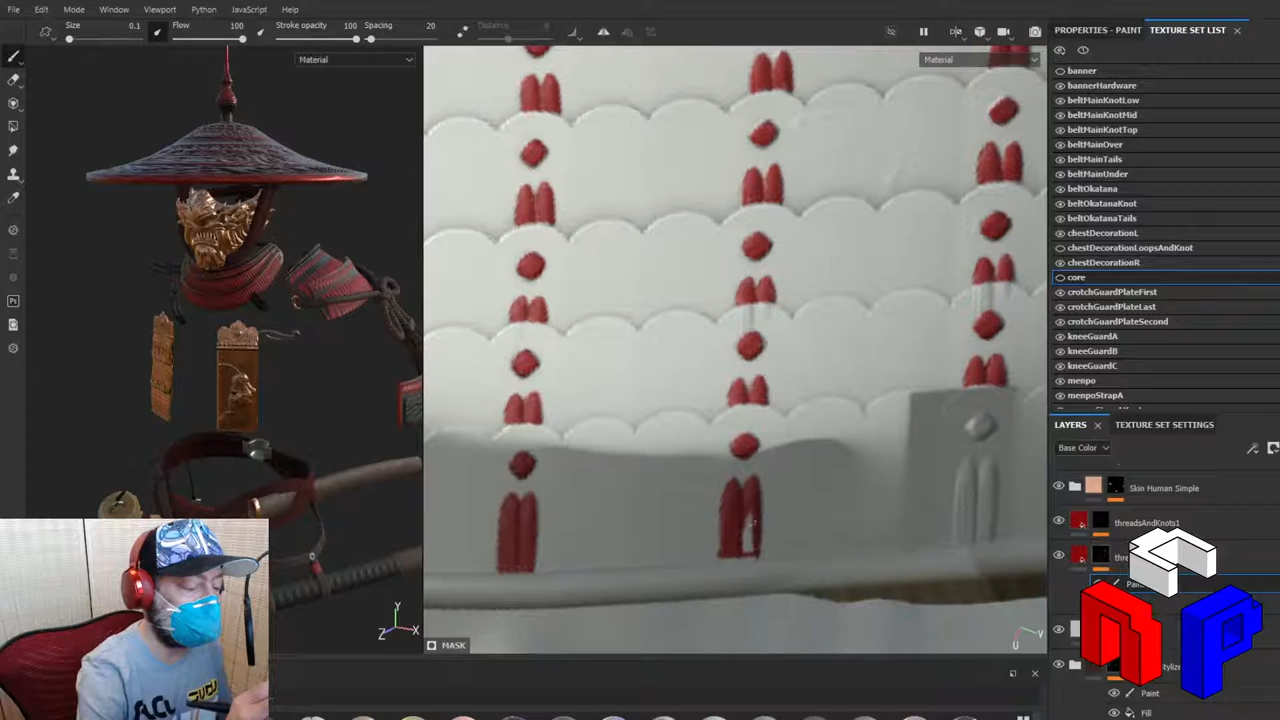 File Edit Mode Window Viewport Python JavaScript Help
Size 0.1 Flow 100 Stroke opacity 100 Spacing 20 Distance 8
PROPERTIES - PAINT TEXTURE SET LIST
Material
Material
banner
bannerHardware
beltMainKnotLow
beltMainKnotMid
beltMainKnotTop
beltMainOver
beltMainTails
beltMainUnder
beltOkatana
beltOkatanaKnot
beltOkatanaTails
chestDecorationL
chestDecorationLoopsAndKnot
chestDecorationR
core
crotchGuardPlateFirst
crotchGuardPlateLast
crotchGuardPlateSecond
kneeGuardA
kneeGuardB
kneeGuardC
menpo
menpoStrapA
LAYERS TEXTURE SET SETTINGS
Base Color
Skin Human Simple
threadsAndKnots1
Paint
Fill
Ps
Y
Z X
MASK
U V